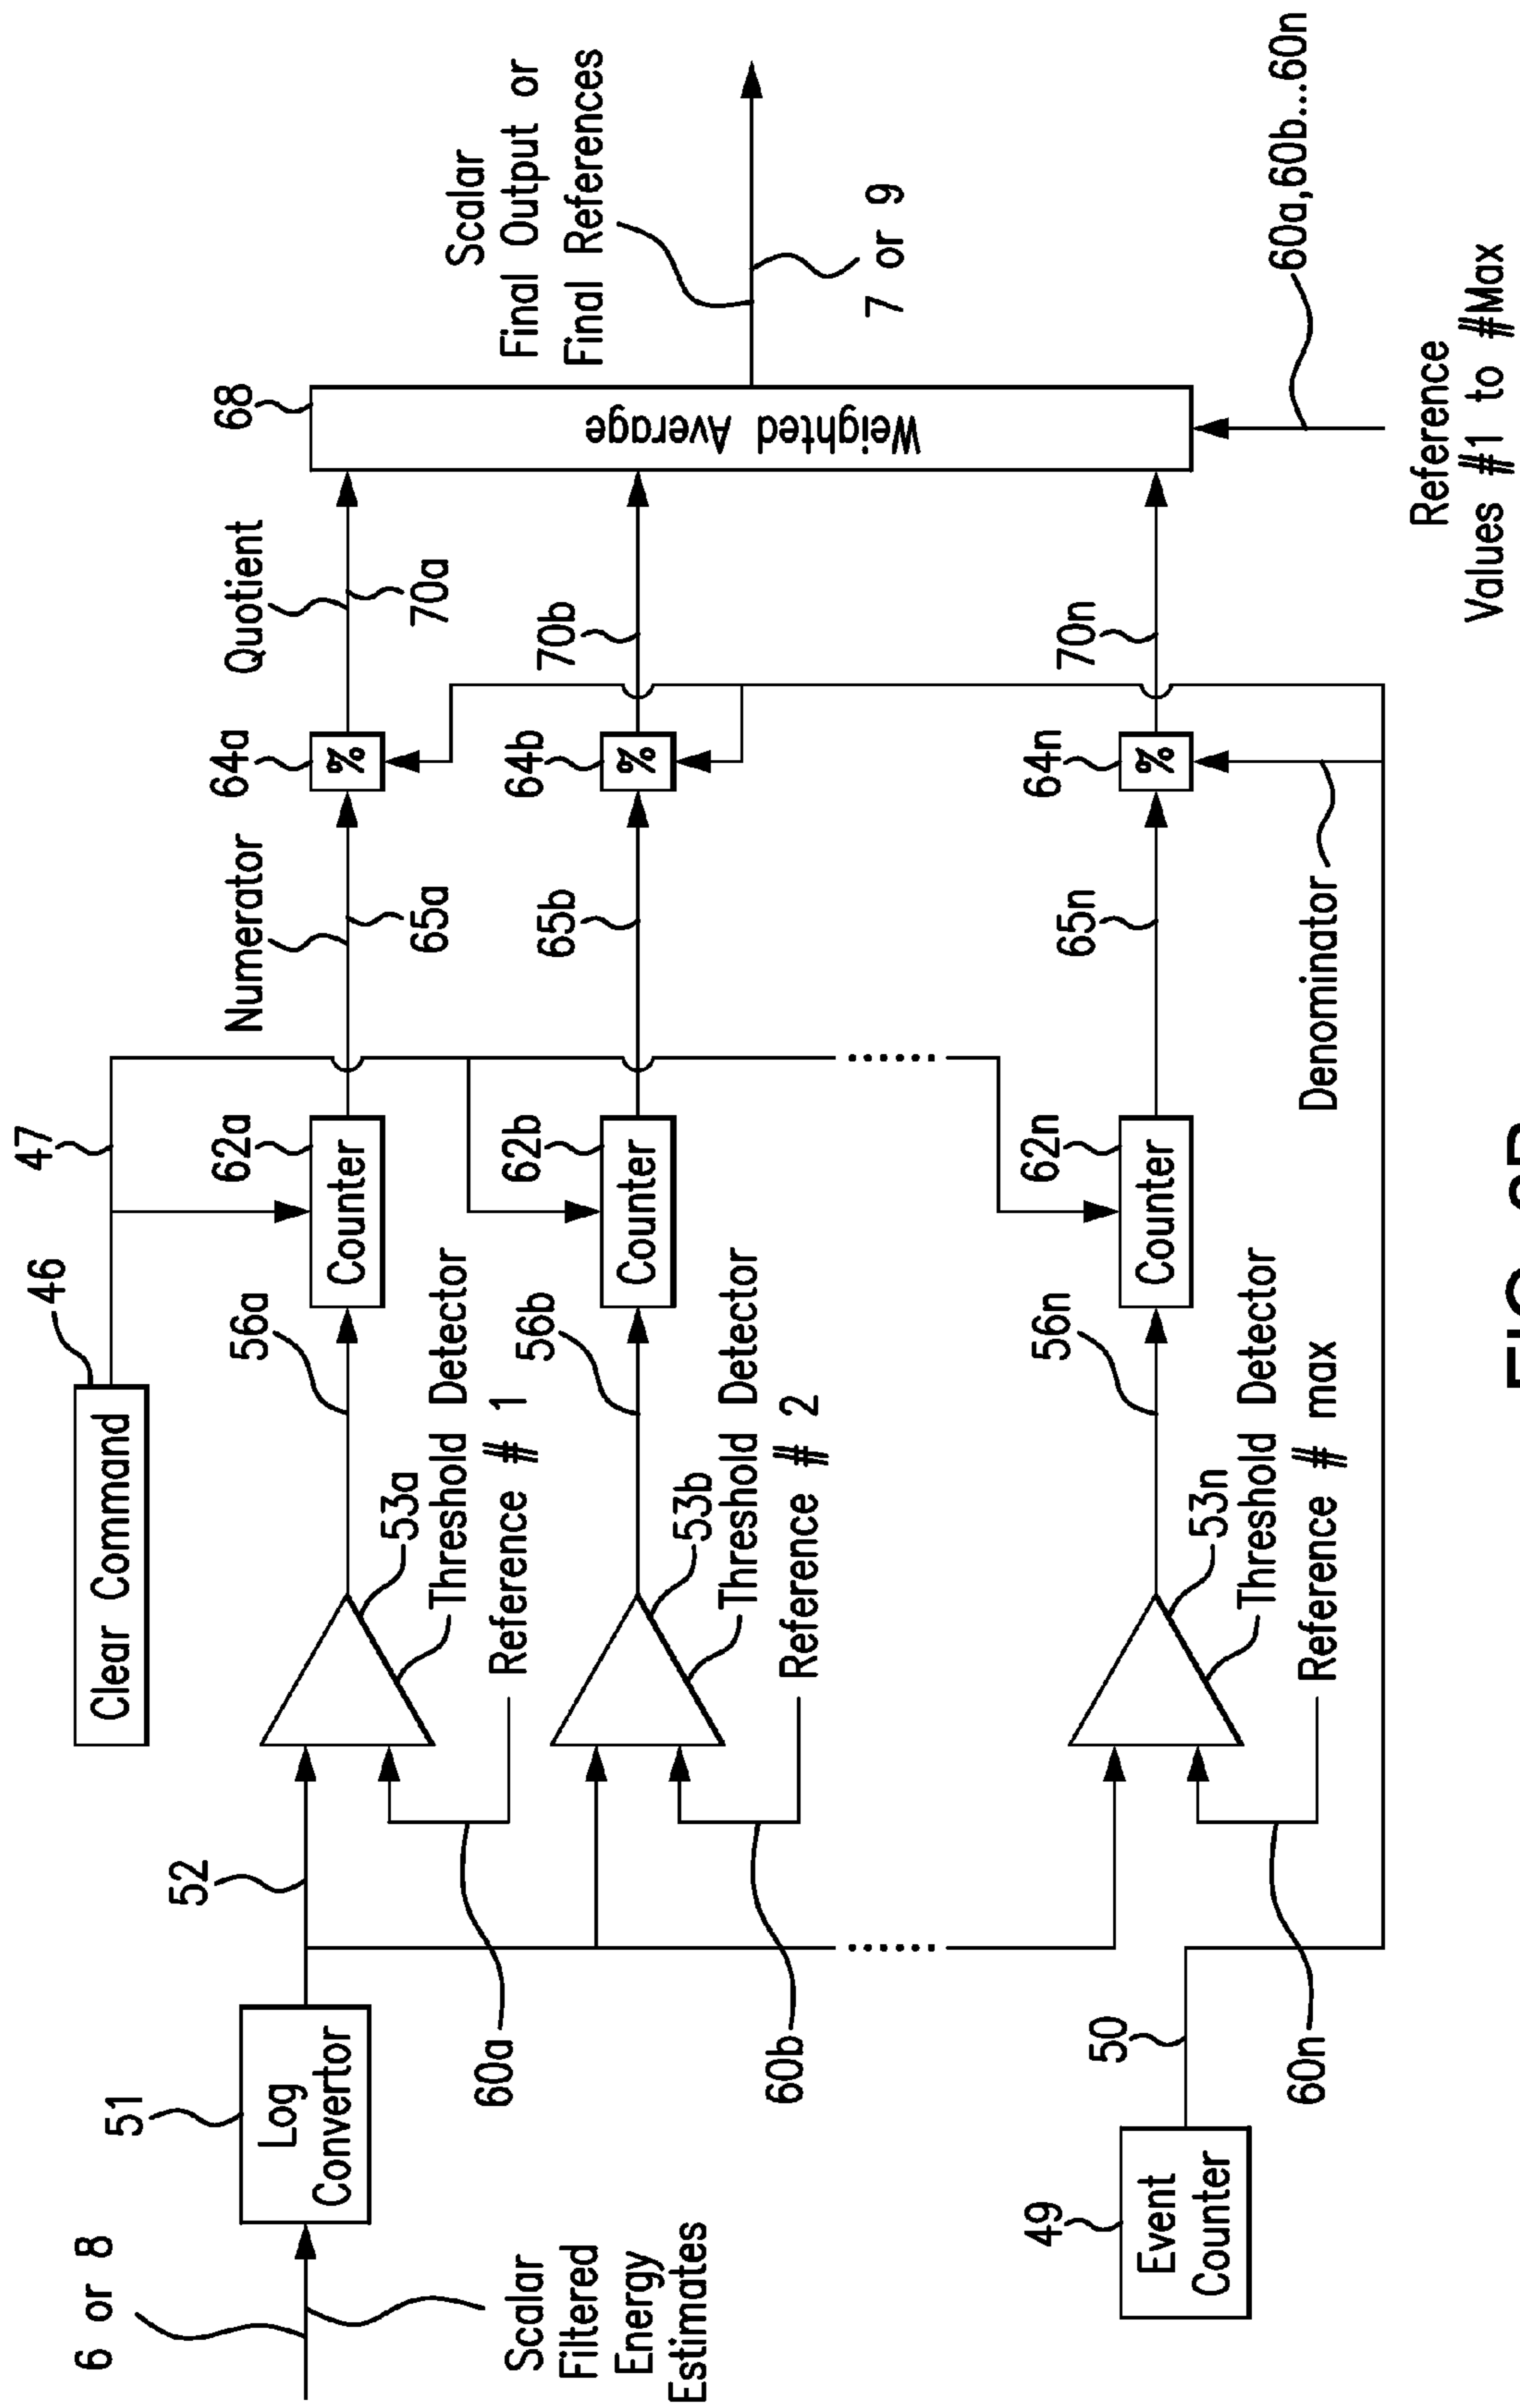 6 or 8
Scalar
Filtered
Energy
Estimates
51
Log
Convertor
52
46
Clear Command
47
53a
Threshold Detector
Reference # 1
60a
56a
62a
Counter
Numerator
65a
64a
%
Quotient
70a
53b
Threshold Detector
Reference # 2
60b
56b
62b
Counter
65b
64b
%
70b
53n
Threshold Detector
Reference # max
60n
56n
62n
Counter
65n
64n
%
70n
49
Event
Counter
50
Denominator
68
Weighted Average
Scalar
Final Output or
Final References
7 or 9
60a,60b...60n
Reference
Values #1 to #Max